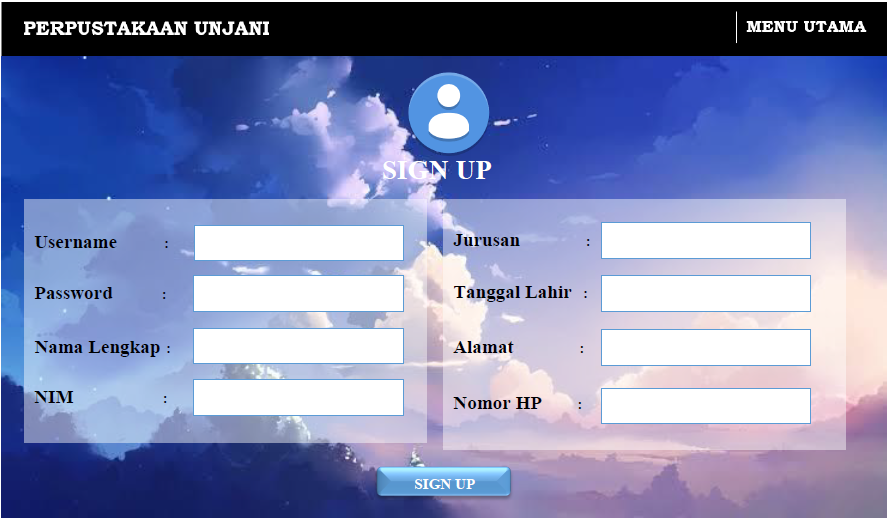 PERPUSTAKAAN UNJANI
MENU UTAMA
SIGN UP
Username :
Password :
Nama Lengkap :
NIM :
Jurusan :
Tanggal Lahir :
Alamat :
Nomor HP :
SIGN UP